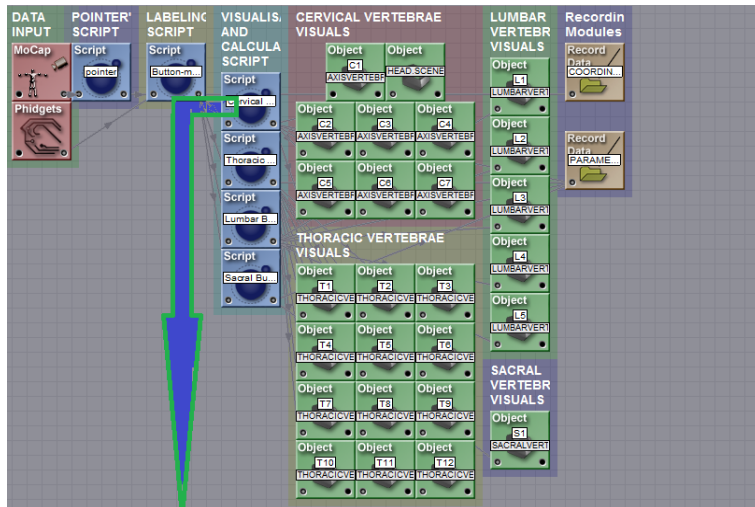 DATA
INPUT
POINTER'
SCRIPT
LABELING
SCRIPT
VISUALIS
AND
CALCULA
SCRIPT
CERVICAL VERTEBRAE
VISUALS
LUMBAR
VERTEBR
VISUALS
Recordin
Modules
MoCap
Script
pointer
Script
Button-m...
Phidgets
Script
Cervical ...
Script
Thoracic ...
Script
Lumbar B...
Script
Sacral Bu...
Object
C1
AXISVERTEBF
Object
HEAD.SCENE
Object
C2
AXISVERTEBF
Object
C3
AXISVERTEBF
Object
C4
AXISVERTEBF
Object
C5
AXISVERTEBF
Object
C6
AXISVERTEBF
Object
C7
AXISVERTEBF
THORACIC VERTEBRAE
VISUALS
Object
T1
THORACICVE
Object
T2
THORACICVE
Object
T3
THORACICVE
Object
T4
THORACICVE
Object
T5
THORACICVE
Object
T6
THORACICVE
Object
T7
THORACICVE
Object
T8
THORACICVE
Object
T9
THORACICVE
Object
T10
THORACICVE
Object
T11
THORACICVE
Object
T12
THORACICVE
Object
L1
LUMBARVERT
Object
L2
LUMBARVERT
Object
L3
LUMBARVERT
Object
L4
LUMBARVERT
Object
L5
LUMBARVERT
SACRAL
VERTEBR
VISUALS
Object
S1
SACRALVERT
Record
Data
COORDIN...
Record
Data
PARAME...